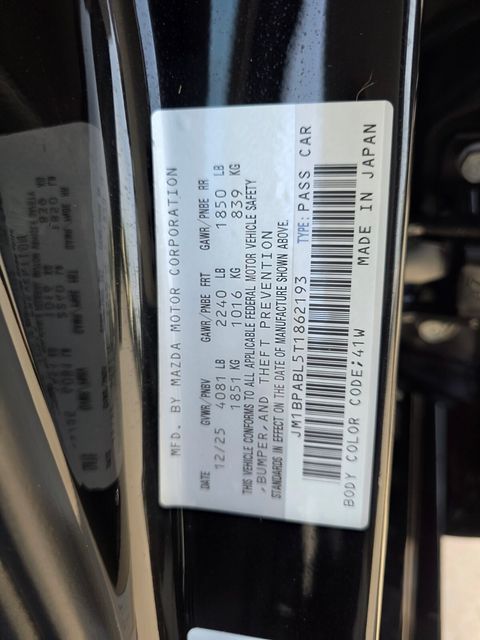 MFD. BY MAZDA MOTOR CORPORATION
DATE GVWR/PNBV GAWR/PNBE FRT GAWR/PNBE RR
12/25 4081 LB 2240 LB 1850 LB
1851 KG 1016 KG 839 KG
THIS VEHICLE CONFORMS TO ALL APPLICABLE FEDERAL MOTOR VEHICLE SAFETY
,BUMPER,AND THEFT PREVENTION
STANDARDS IN EFFECT ON THE DATE OF MANUFACTURE SHOWN ABOVE.
JM1BPABL5T1862193 TYPE:PASS CAR
BODY COLOR CODE;41W MADE IN JAPAN